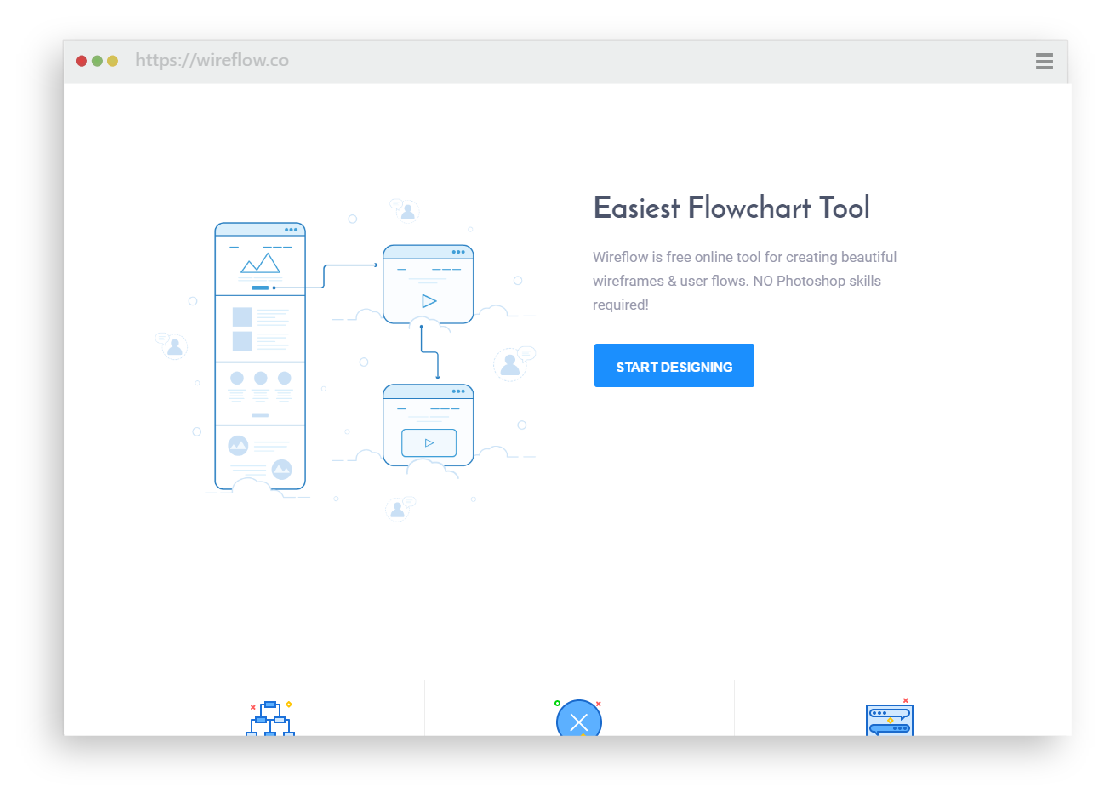 https://wireflow.co
Easiest Flowchart Tool
Wireflow is free online tool for creating beautiful
wireframes & user flows. NO Photoshop skills
required!
START DESIGNING